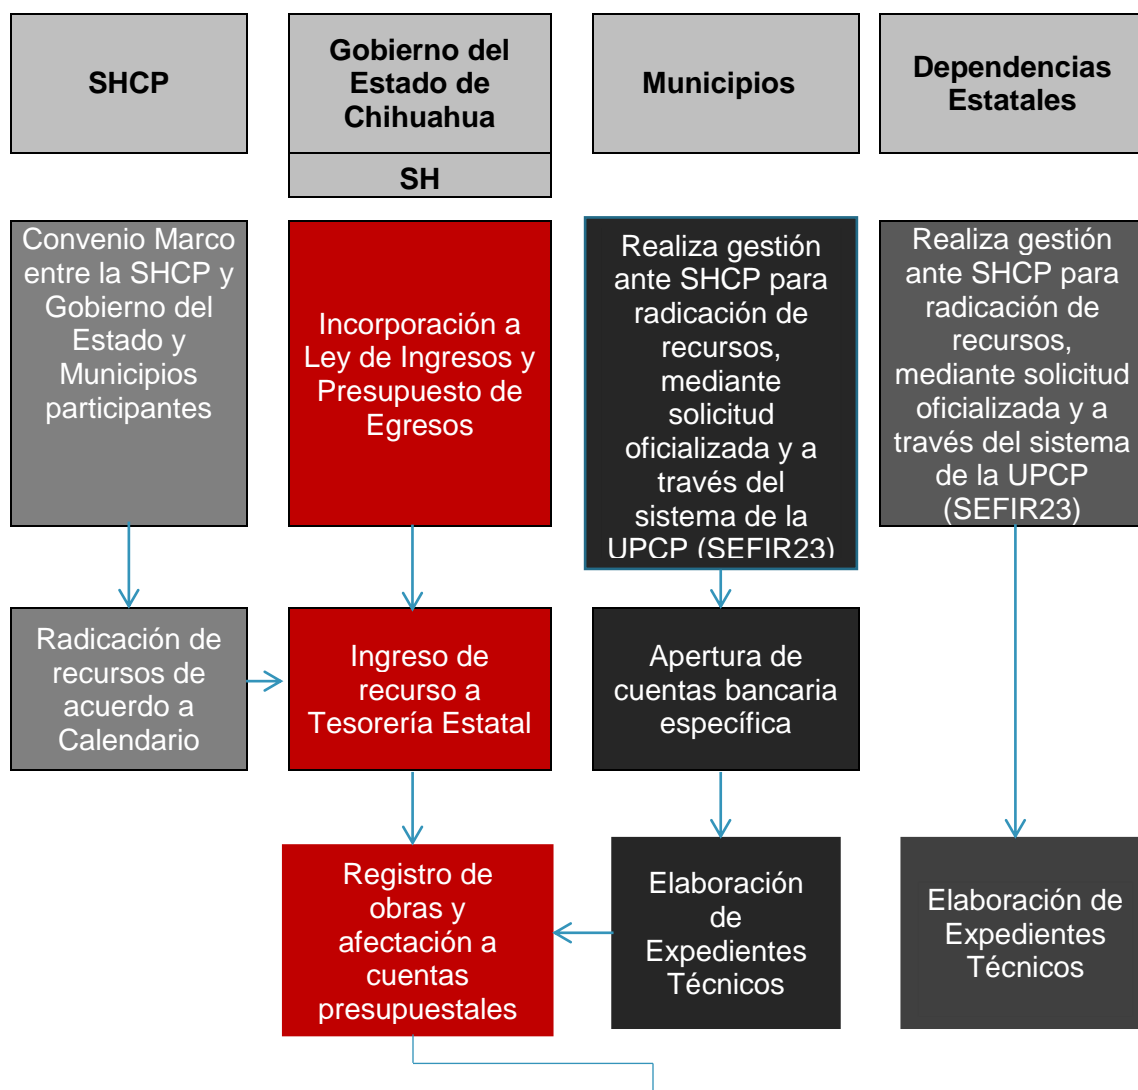 SHCP
Gobierno del
Estado de
Chihuahua
SH
Municipios
Dependencias
Estatales
Convenio Marco
entre la SHCP y
Gobierno del
Estado y
Municipios
participantes
Incorporación a
Ley de Ingresos y
Presupuesto de
Egresos
Realiza gestión
ante SHCP para
radicación de
recursos,
mediante
solicitud
oficializada y a
través del
sistema de la
UPCP (SEFIR23)
Realiza gestión
ante SHCP para
radicación de
recursos,
mediante solicitud
oficializada y a
través del sistema
de la UPCP
(SEFIR23)
Radicación de
recursos de
acuerdo a
Calendario
Ingreso de
recurso a
Tesorería Estatal
Apertura de
cuentas bancaria
específica
Registro de
obras y
afectación a
cuentas
presupuestales
Elaboración
de
Expedientes
Técnicos
Elaboración de
Expedientes
Técnicos